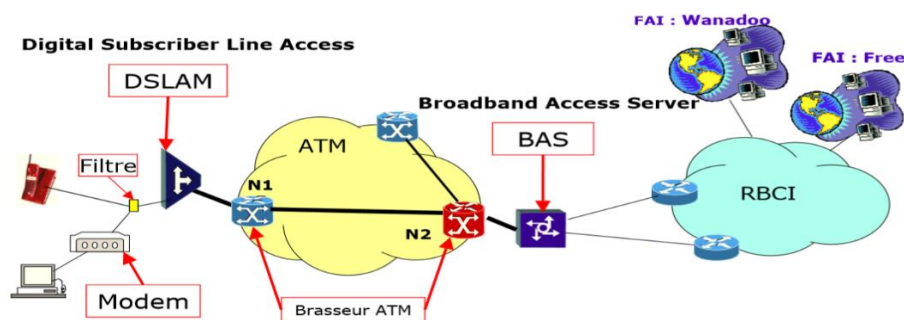 FAI : Wanadoo
Digital Subscriber Line Access
FAI : Free
DSLAM
Broadband Access Server
ATM
BAS
Filtre
N1
RBCI
N2
Modem
Brasseur ATM